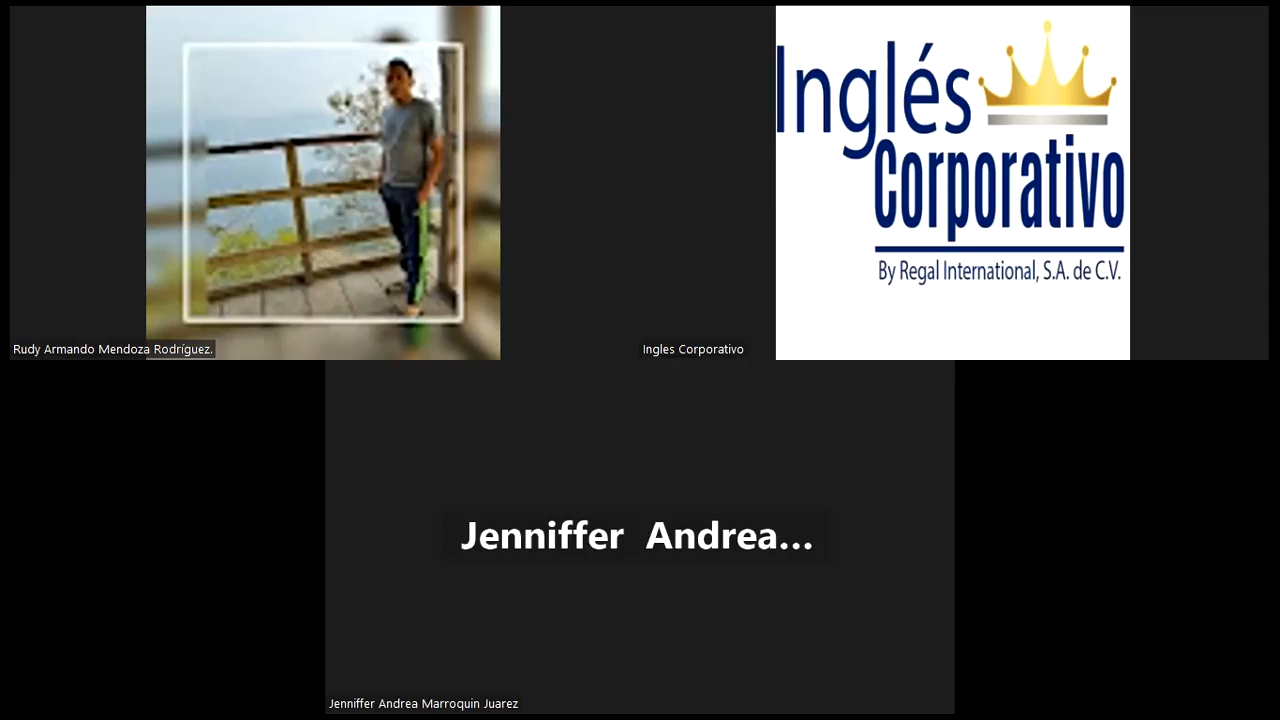 Inglés
Corporativo
By Regal International, S.A. de C.V.
Rudy Armando Mendoza Rodríguez.
Ingles Corporativo
Jenniffer Andrea...
Jenniffer Andrea Marroquin Juarez